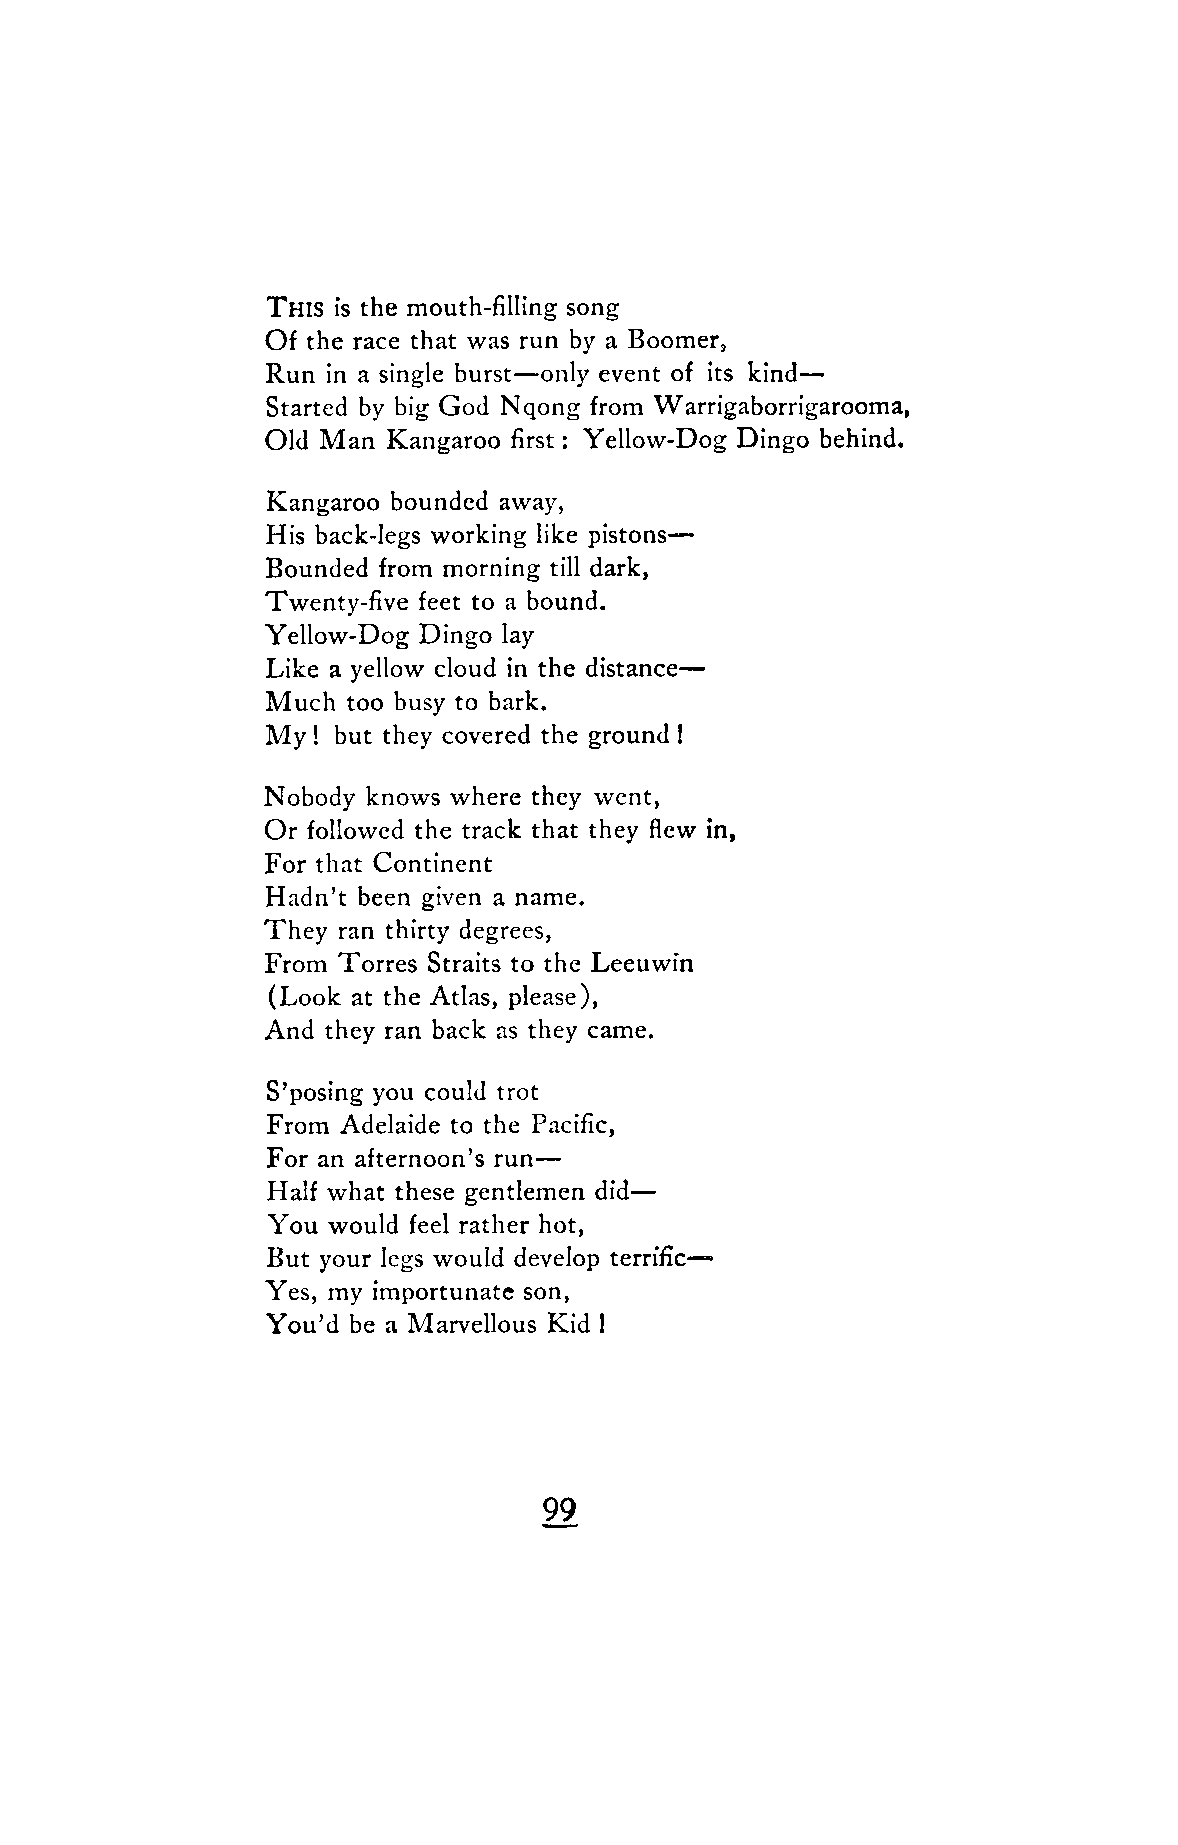 THIS is the mouth-filling song
Of the race that was run by a Boomer,
Run in a single burst—only event of its kind—
Started by big God Nqong from Warrigaborrigarooma,
Old Man Kangaroo first : Yellow-Dog Dingo behind.

Kangaroo bounded away,
His back-legs working like pistons—
Bounded from morning till dark,
Twenty-five feet to a bound.
Yellow-Dog Dingo lay
Like a yellow cloud in the distance—
Much too busy to bark.
My ! but they covered the ground !

Nobody knows where they went,
Or followed the track that they flew in,
For that Continent
Hadn't been given a name.
They ran thirty degrees,
From Torres Straits to the Leeuwin
(Look at the Atlas, please),
And they ran back as they came.

S'posing you could trot
From Adelaide to the Pacific,
For an afternoon's run—
Half what these gentlemen did—
You would feel rather hot,
But your legs would develop terrific—
Yes, my importunate son,
You'd be a Marvellous Kid !

99